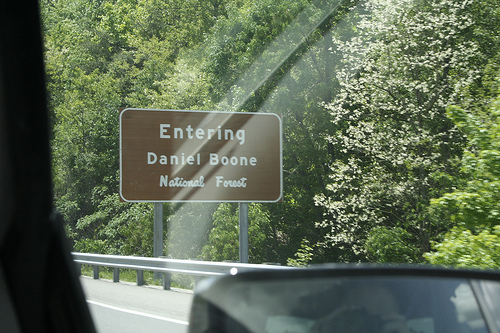 Entering
Daniel Boone
National Forest